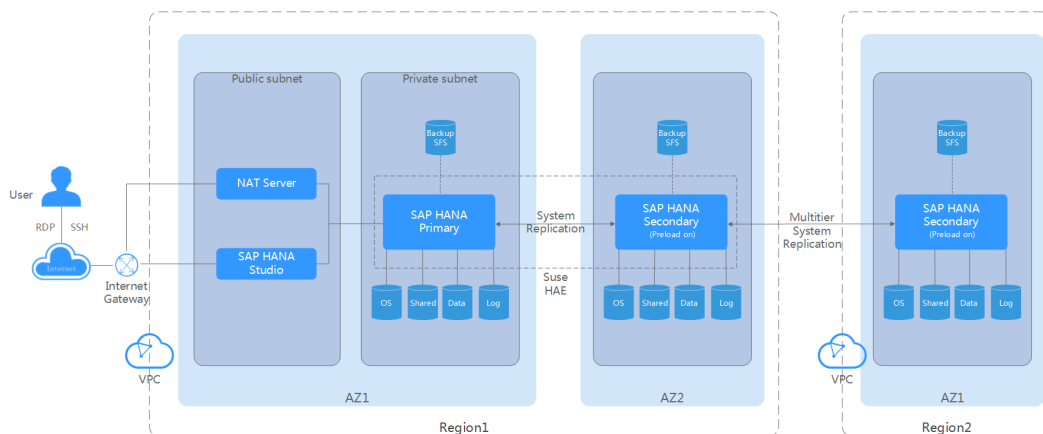 Public subnet
Private subnet
Backup
SFS
Backup
SFS
Backup
SFS
User
RDP
SSH
Internet
Internet
Gateway
NAT Server
SAP HANA
Studio
SAP HANA
Primary
System
Replication
SAP HANA
Secondary
(Preload on)
Multitier
System
Replication
SAP HANA
Secondary
(Preload on)
Suse
HAE
OS
Shared
Data
Log
OS
Shared
Data
Log
OS
Shared
Data
Log
VPC
VPC
AZ1
AZ2
AZ1
Region1
Region2